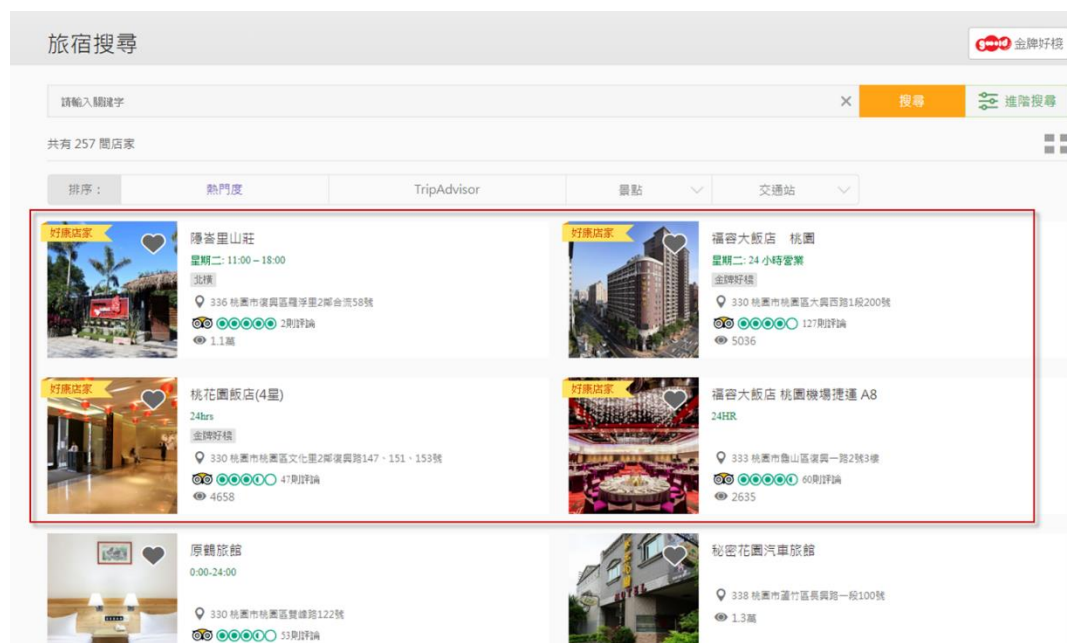 旅宿搜尋
金牌好棧
請輸入關鍵字
搜尋
進階搜尋
共有 257 間店家
排序：
熱門度
TripAdvisor
景點
交通站
好康店家
隱峇里山莊
星期二: 11:00 – 18:00
北橫
336 桃園市復興區羅浮里2鄰合流58號
2則評論
1.1萬
好康店家
福容大飯店 桃園
星期二: 24 小時營業
金牌好棧
330 桃園市桃園區大興西路1段200號
127則評論
5036
好康店家
桃花園飯店(4星)
24hrs
金牌好棧
330 桃園市桃園區文化里2鄰復興路147、151、153號
47則評論
4658
好康店家
福容大飯店 桃園機場捷運 A8
24HR
333 桃園市龜山區復興一路2號3樓
60則評論
2635
原鶴旅館
0:00-24:00
330 桃園市桃園區雙峰路122號
53則評論
秘密花園汽車旅館
338 桃園市蘆竹區長興路一段100號
1.3萬